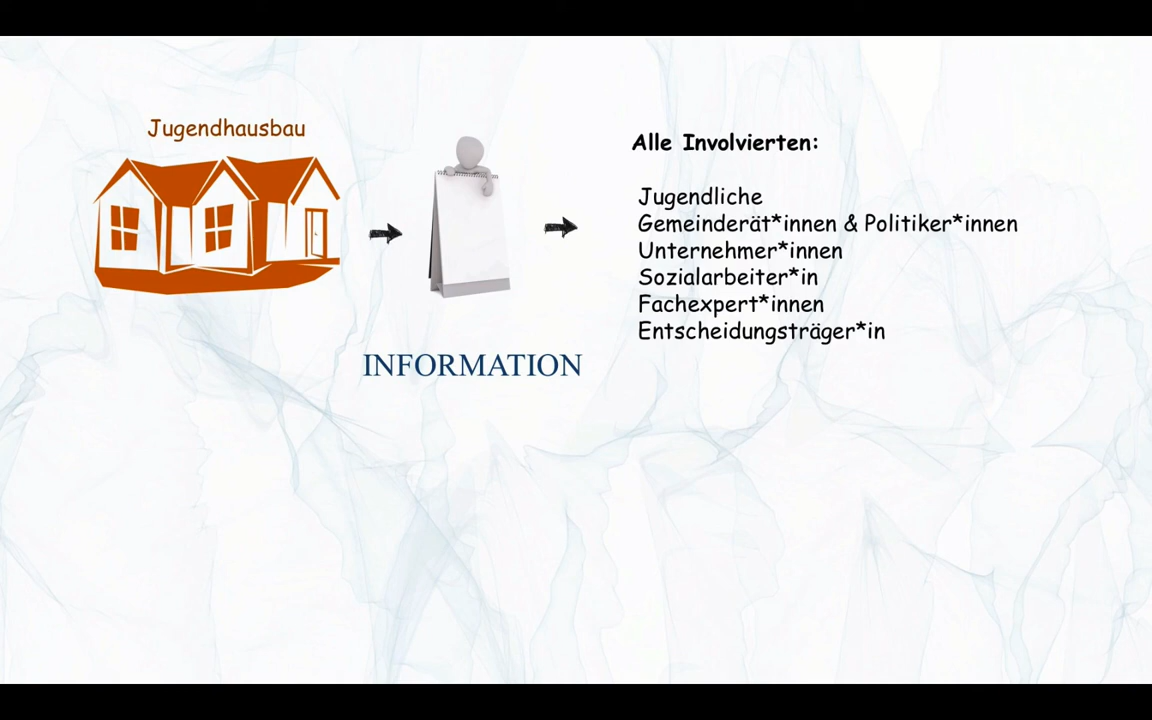 Jugendhausbau
Alle Involvierten:
Jugendliche
Gemeinderät*innen & Politiker*innen
Unternehmer*innen
Sozialarbeiter*in
Fachexpert*innen
Entscheidungsträger*in
INFORMATION